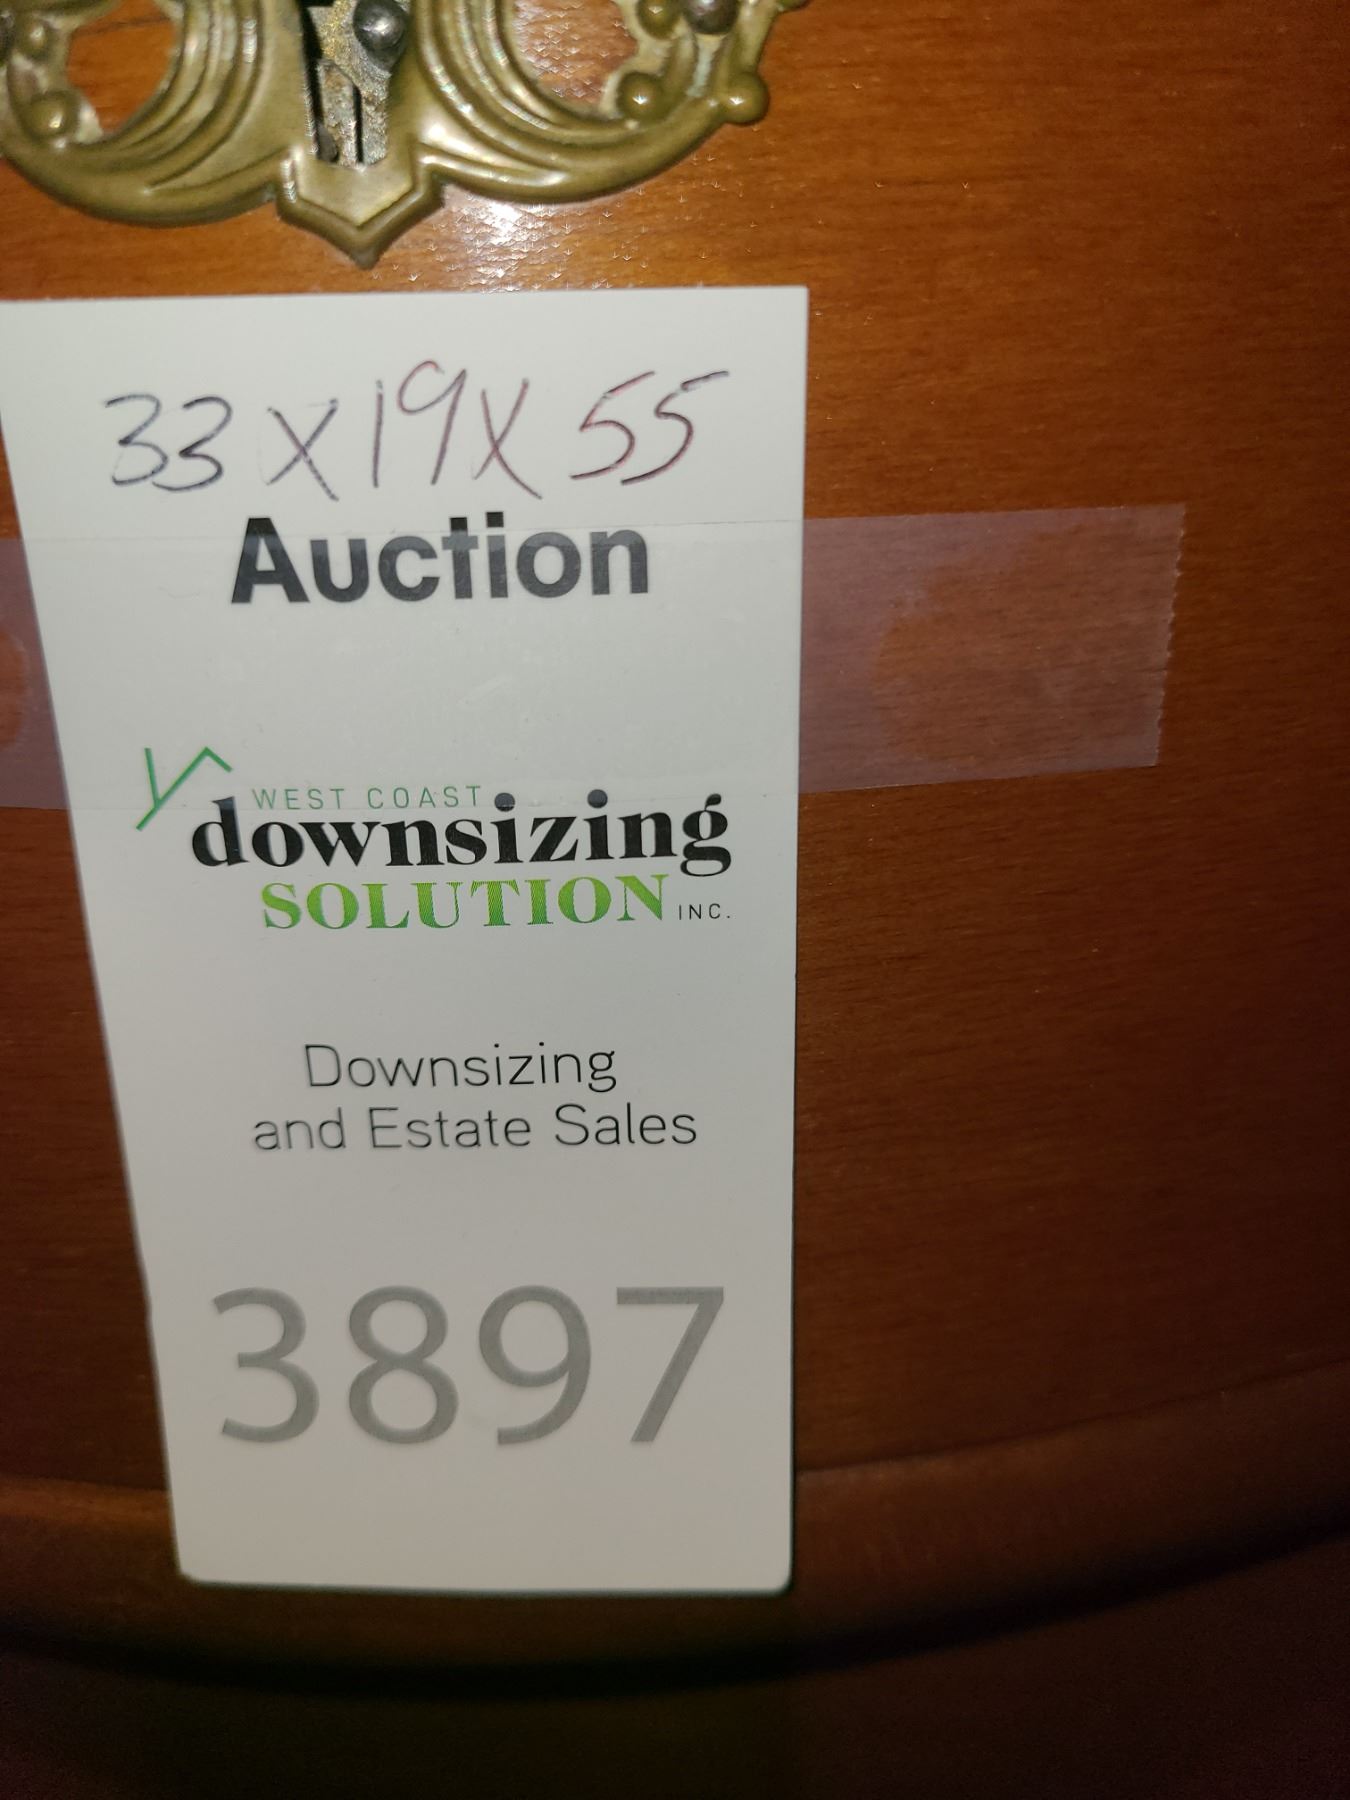 33 x 19 x 55
Auction
WEST COAST
downsizing
SOLUTION INC.
Downsizing
and Estate Sales
3897